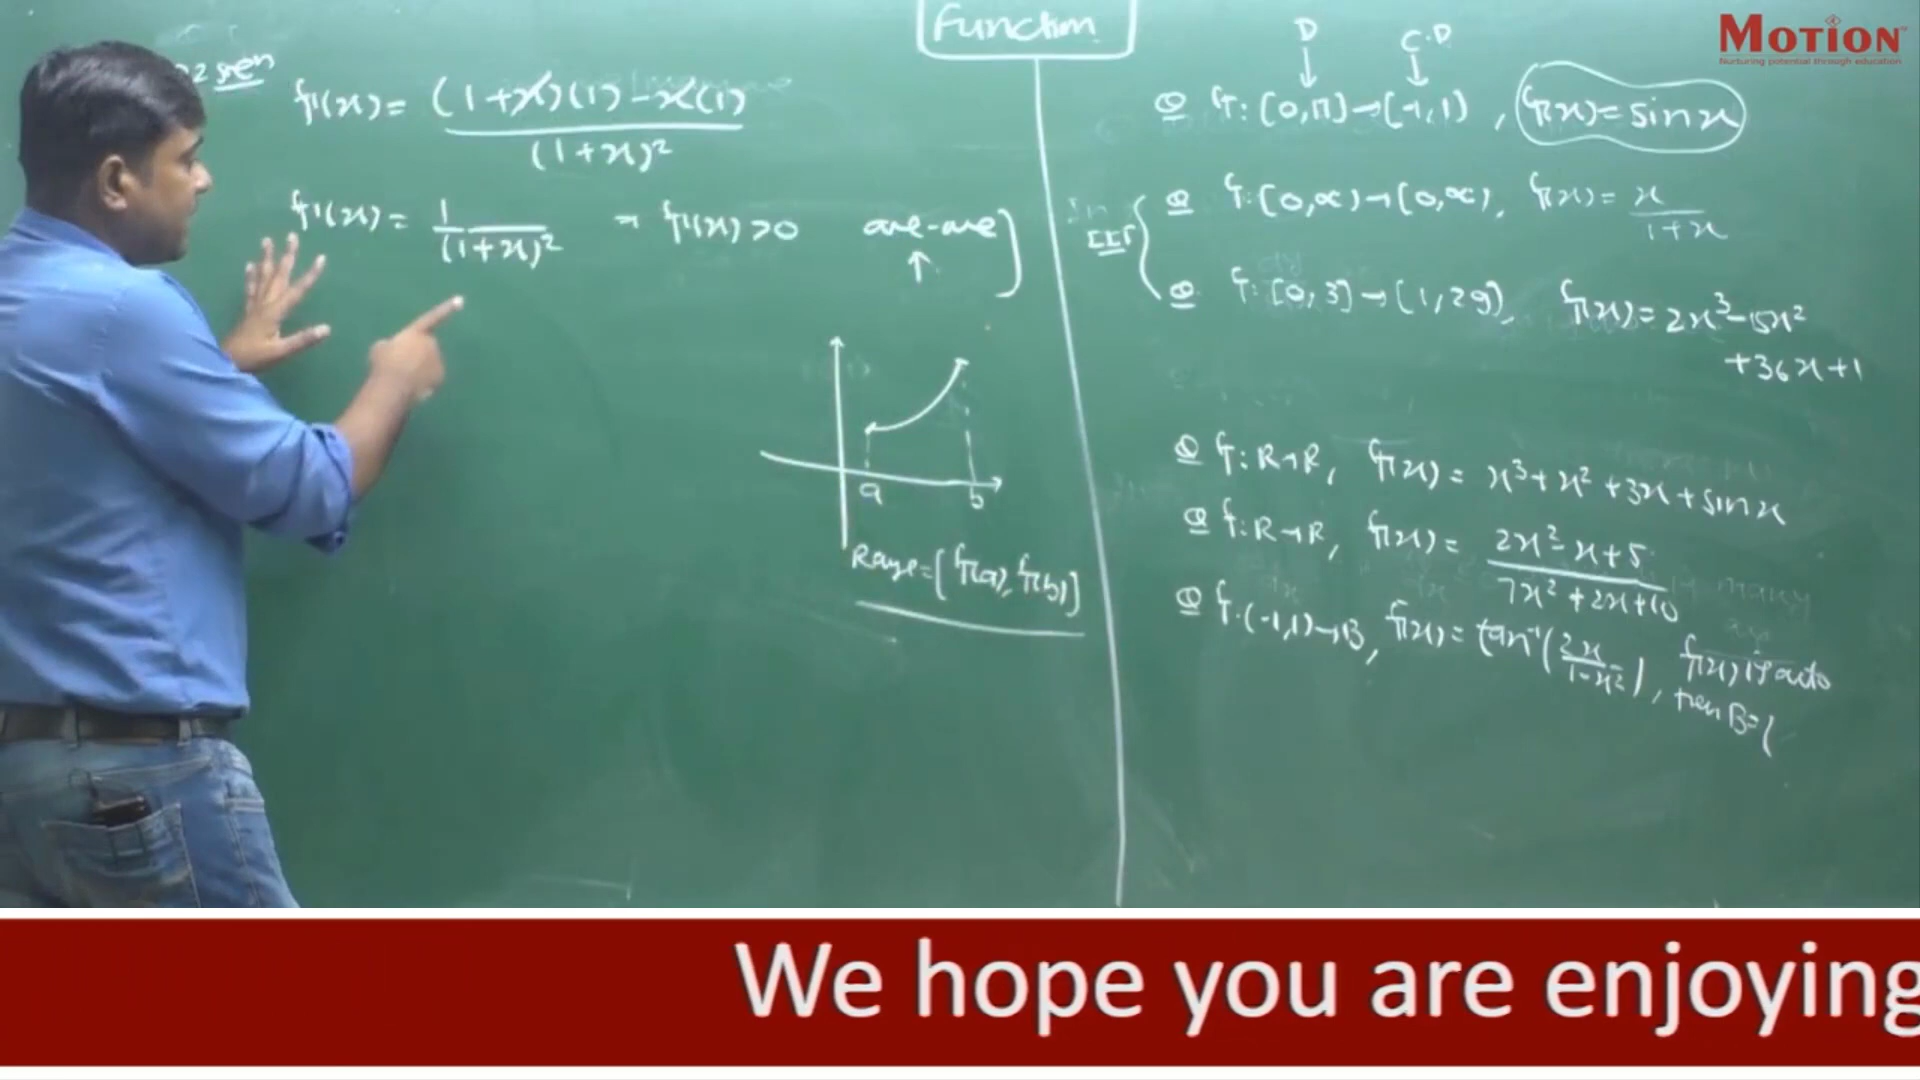 Function
MOTION
Nurturing potential through education
f'(x) = (1+x)(1) - x(1)
(1+x)²
f'(x) = 1/(1+x)² → f'(x) > 0 one-one
↑
a b
Range = [f(a), f(b)]
D C.D
↓ ↓
Q f: [0,π] → [-1,1], f(x) = sin x
Q f: [0,∞) → [0,∞), f(x) = x/(1+x)
Q f: [0,3] → [1,29], f(x) = 2x³ - 15x²
+ 36x + 1
Q f: R→R, f(x) = x³ + x² + 3x + sin x
Q f: R→R, f(x) = 2x² - x + 5
7x² + 2x + 10
Q f: (-1,1) → B, f(x) = tan⁻¹(2x/(1-x²)), f(x) is onto
then B = (
We hope you are enjoying